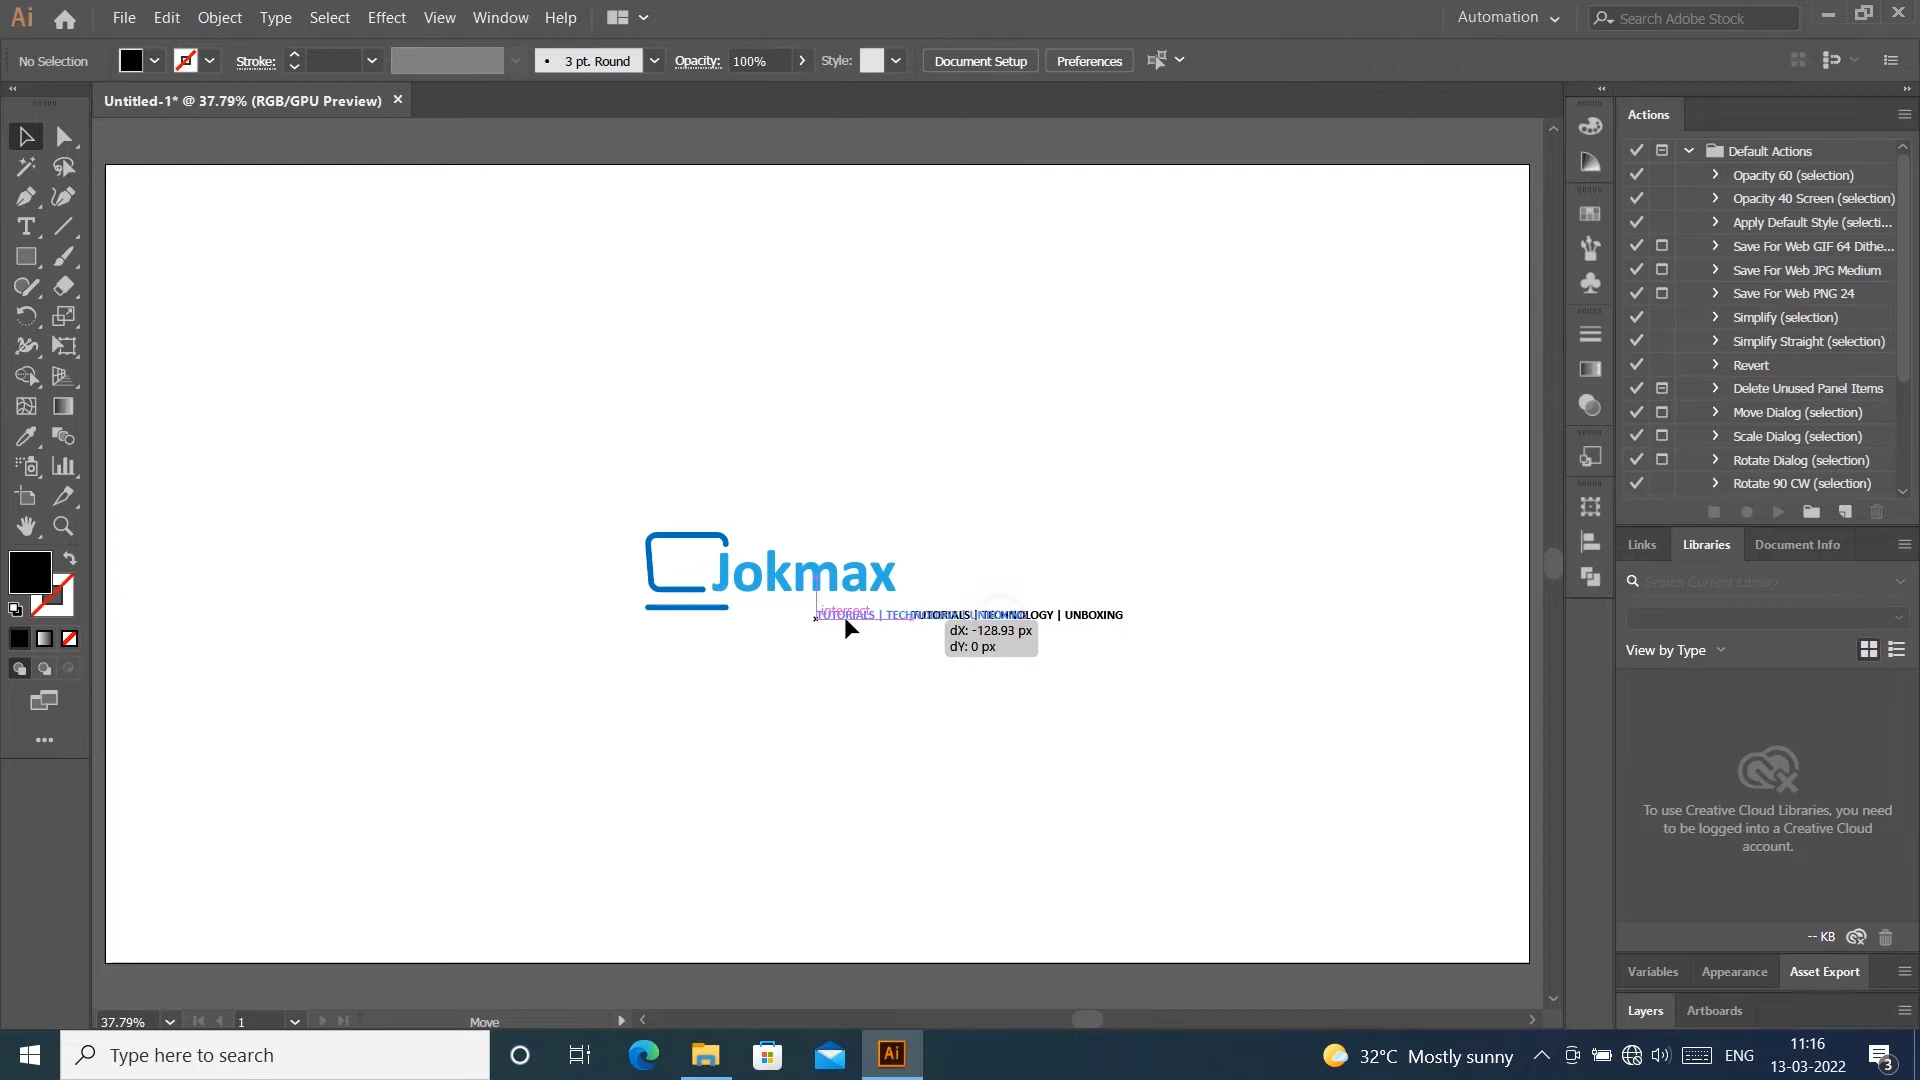 Ai File Edit Object Type Select Effect View Window Help Automation Search Adobe Stock
No Selection Stroke: 3 pt. Round Opacity: 100% Style: Document Setup Preferences
Untitled-1* @ 37.79% (RGB/GPU Preview)
Actions
Default Actions
Opacity 60 (selection)
Opacity 40 Screen (selection)
Apply Default Style (selecti...
Save For Web GIF 64 Dithe...
Save For Web JPG Medium
Save For Web PNG 24
Simplify (selection)
Simplify Straight (selection)
Revert
Delete Unused Panel Items
Move Dialog (selection)
Scale Dialog (selection)
Rotate Dialog (selection)
Rotate 90 CW (selection)
Links Libraries Document Info
Search Current Library
View by Type
Jokmax
intersect
TUTORIALS | TECHNOLOGY | UNBOXING
dX: -128.93 px
dY: 0 px
To use Creative Cloud Libraries, you need
to be logged into a Creative Cloud
account.
-- KB
Variables Appearance Asset Export
Layers Artboards
37.79% 1 Move
Type here to search
Ai
32°C Mostly sunny
ENG
11:16
13-03-2022
3